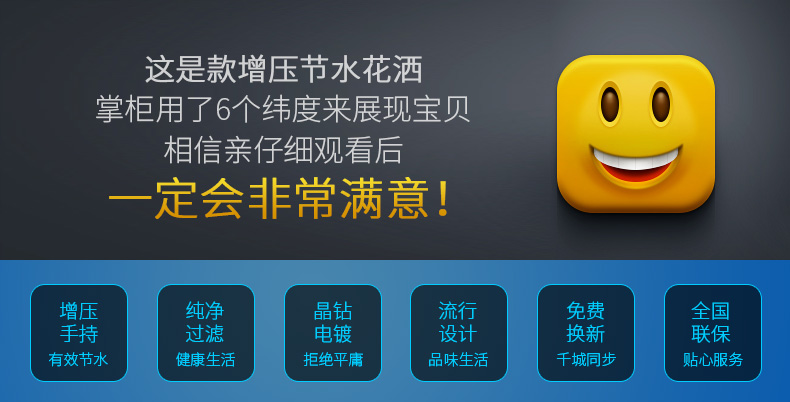 这是款增压节水花洒
掌柜用了6个纬度来展现宝贝
相信亲仔细观看后
一定会非常满意！
增压
手持
有效节水
纯净
过滤
健康生活
晶钻
电镀
拒绝平庸
流行
设计
品味生活
免费
换新
千城同步
全国
联保
贴心服务